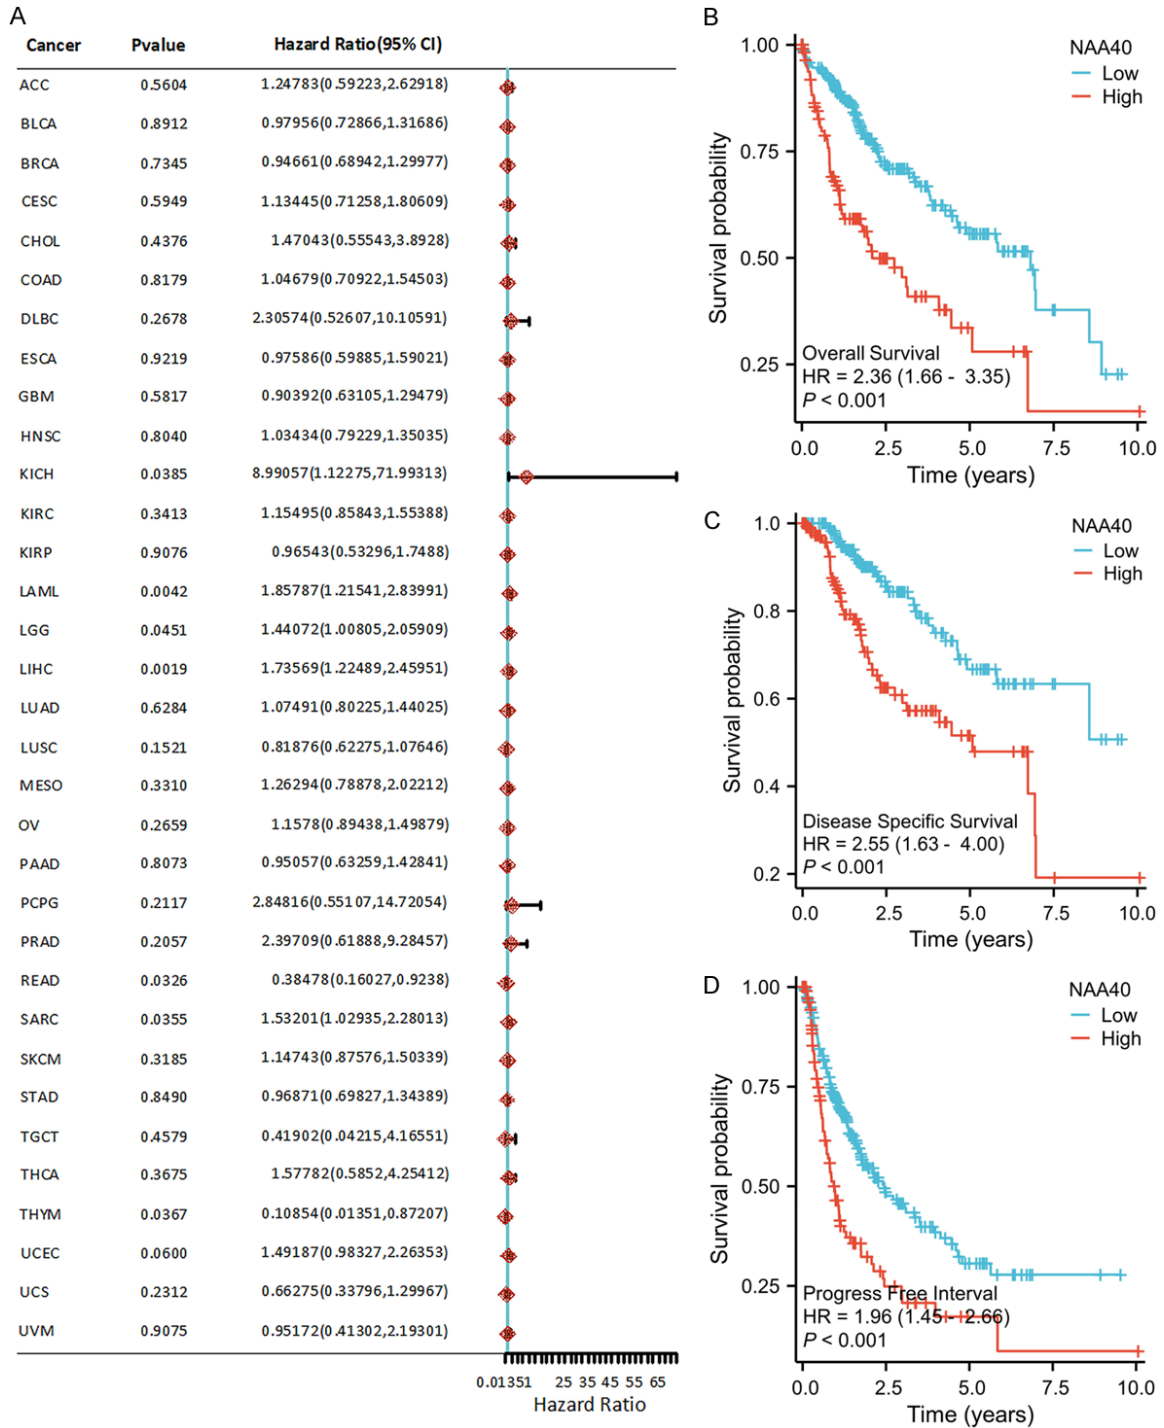 A
Cancer Pvalue Hazard Ratio(95% CI)
ACC 0.5604 1.24783(0.59223,2.62918)
BLCA 0.8912 0.97956(0.72866,1.31686)
BRCA 0.7345 0.94661(0.68942,1.29977)
CESC 0.5949 1.13445(0.71258,1.80609)
CHOL 0.4376 1.47043(0.55543,3.8928)
COAD 0.8179 1.04679(0.70922,1.54503)
DLBC 0.2678 2.30574(0.52607,10.10591)
ESCA 0.9219 0.97586(0.59885,1.59021)
GBM 0.5817 0.90392(0.63105,1.29479)
HNSC 0.8040 1.03434(0.79229,1.35035)
KICH 0.0385 8.99057(1.12275,71.99313)
KIRC 0.3413 1.15495(0.85843,1.55388)
KIRP 0.9076 0.96543(0.53296,1.7488)
LAML 0.0042 1.85787(1.21541,2.83991)
LGG 0.0451 1.44072(1.00805,2.05909)
LIHC 0.0019 1.73569(1.22489,2.45951)
LUAD 0.6284 1.07491(0.80225,1.44025)
LUSC 0.1521 0.81876(0.62275,1.07646)
MESO 0.3310 1.26294(0.78878,2.02212)
OV 0.2659 1.1578(0.89438,1.49879)
PAAD 0.8073 0.95057(0.63259,1.42841)
PCPG 0.2117 2.84816(0.55107,14.72054)
PRAD 0.2057 2.39709(0.61888,9.28457)
READ 0.0326 0.38478(0.16027,0.9238)
SARC 0.0355 1.53201(1.02935,2.28013)
SKCM 0.3185 1.14743(0.87576,1.50339)
STAD 0.8490 0.96871(0.69827,1.34389)
TGCT 0.4579 0.41902(0.04215,4.16551)
THCA 0.3675 1.57782(0.5852,4.25412)
THYM 0.0367 0.10854(0.01351,0.87207)
UCEC 0.0600 1.49187(0.98327,2.26353)
UCS 0.2312 0.66275(0.33796,1.29967)
UVM 0.9075 0.95172(0.41302,2.19301)
0.01351 25 35 45 55 65
Hazard Ratio
B
NAA40
Low
High
Survival probability
1.00
0.75
0.50
0.25
Overall Survival
HR = 2.36 (1.66 - 3.35)
P < 0.001
0.0 2.5 5.0 7.5 10.0
Time (years)
C
NAA40
Low
High
Survival probability
1.0
0.8
0.6
0.4
0.2
Disease Specific Survival
HR = 2.55 (1.63 - 4.00)
P < 0.001
0.0 2.5 5.0 7.5 10.0
Time (years)
D
NAA40
Low
High
Survival probability
1.00
0.75
0.50
0.25
Progress Free Interval
HR = 1.96 (1.45 - 2.66)
P < 0.001
0.0 2.5 5.0 7.5 10.0
Time (years)